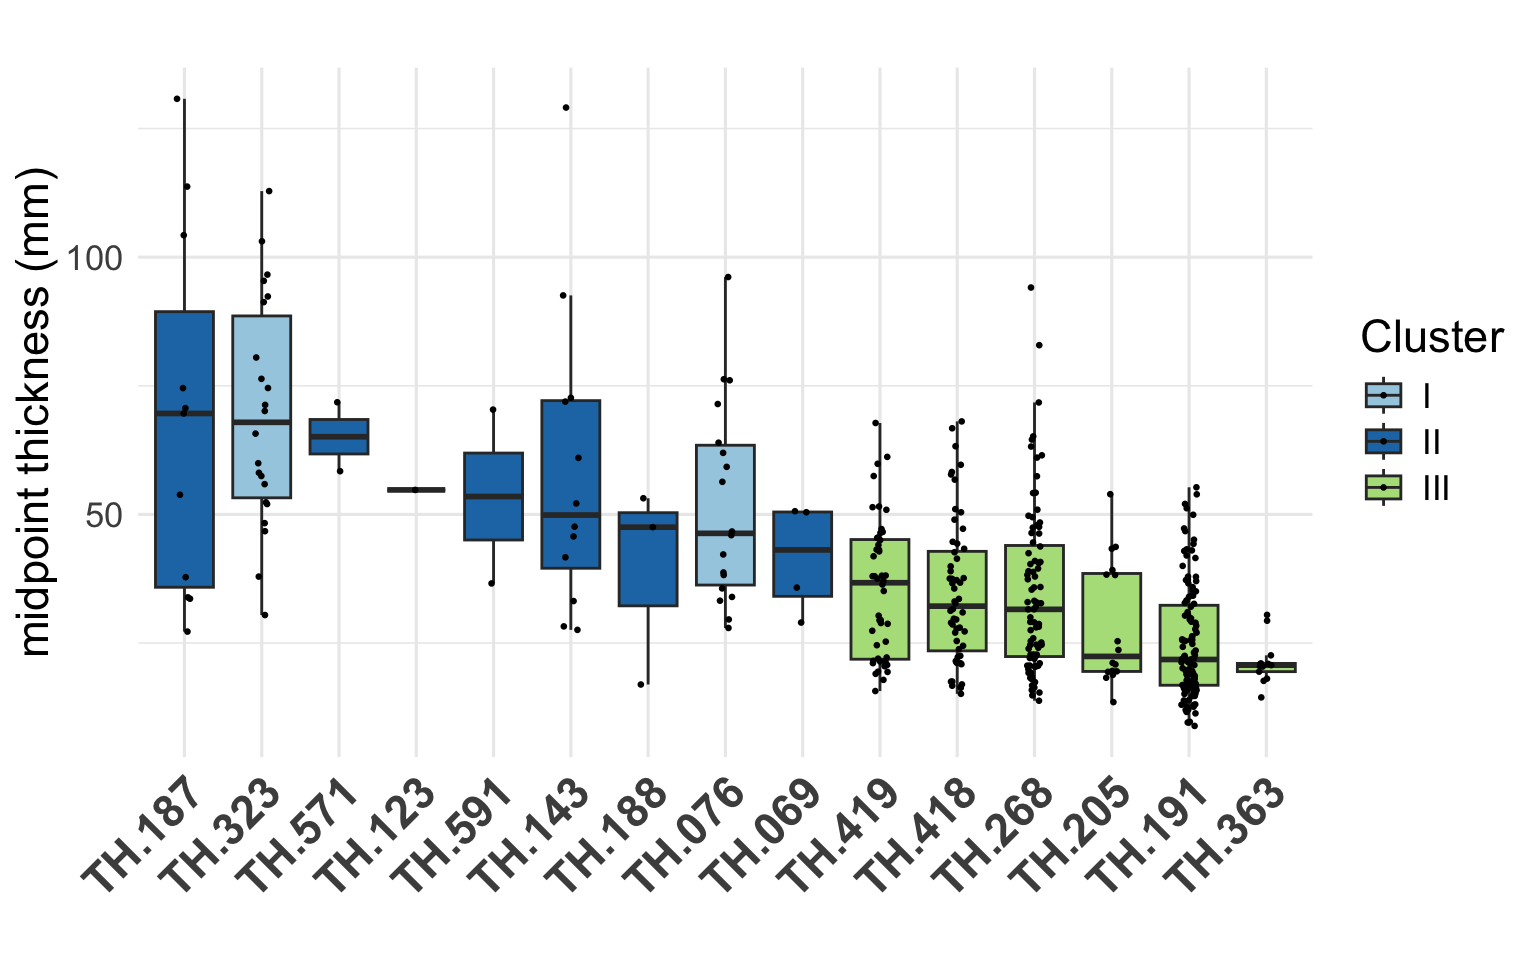 midpoint thickness (mm)
100
50
TH.187
TH.323
TH.571
TH.123
TH.591
TH.143
TH.188
TH.076
TH.069
TH.419
TH.418
TH.268
TH.205
TH.191
TH.363
Cluster
I
II
III